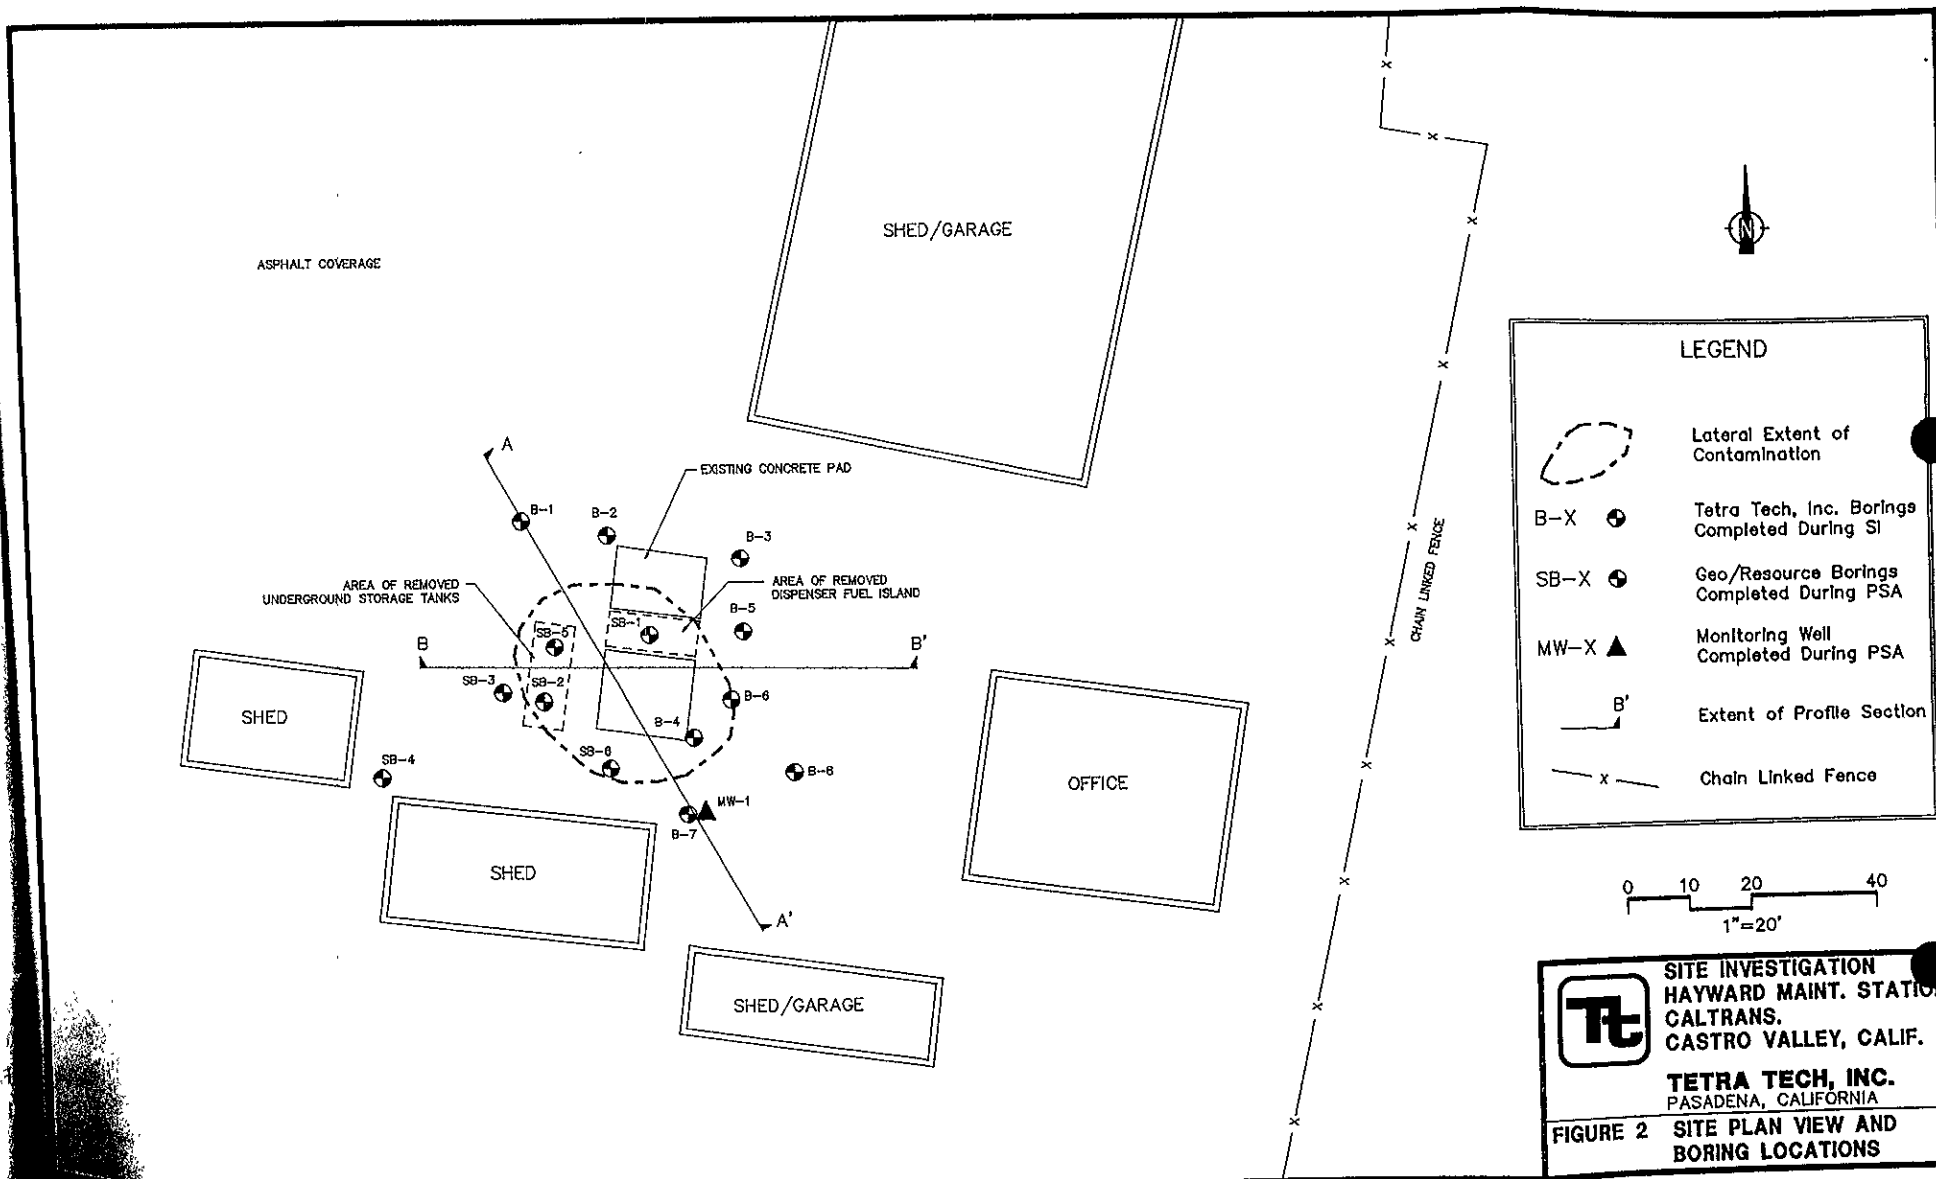 SHED/GARAGE
ASPHALT COVERAGE
N
A
EXISTING CONCRETE PAD
B-1
B-2
B-3
AREA OF REMOVED
UNDERGROUND STORAGE TANKS
AREA OF REMOVED
DISPENSER FUEL ISLAND
B-5
SB-1
SB-5
B
B'
SB-3
SB-2
B-6
B-4
SB-6
SB-4
B-8
MW-1
B-7
A'
SHED
SHED
OFFICE
SHED/GARAGE
CHAIN LINKED FENCE
x
x
x
x
x
x
x
x
x
x
LEGEND
Lateral Extent of
Contamination
B-X
Tetra Tech, Inc. Borings
Completed During SI
SB-X
Geo/Resource Borings
Completed During PSA
MW-X
Monitoring Well
Completed During PSA
B'
Extent of Profile Section
x
Chain Linked Fence
0 10 20 40
1"=20'
Tt
SITE INVESTIGATION
HAYWARD MAINT. STATIO
CALTRANS.
CASTRO VALLEY, CALIF.
TETRA TECH, INC.
PASADENA, CALIFORNIA
FIGURE 2 SITE PLAN VIEW AND
BORING LOCATIONS